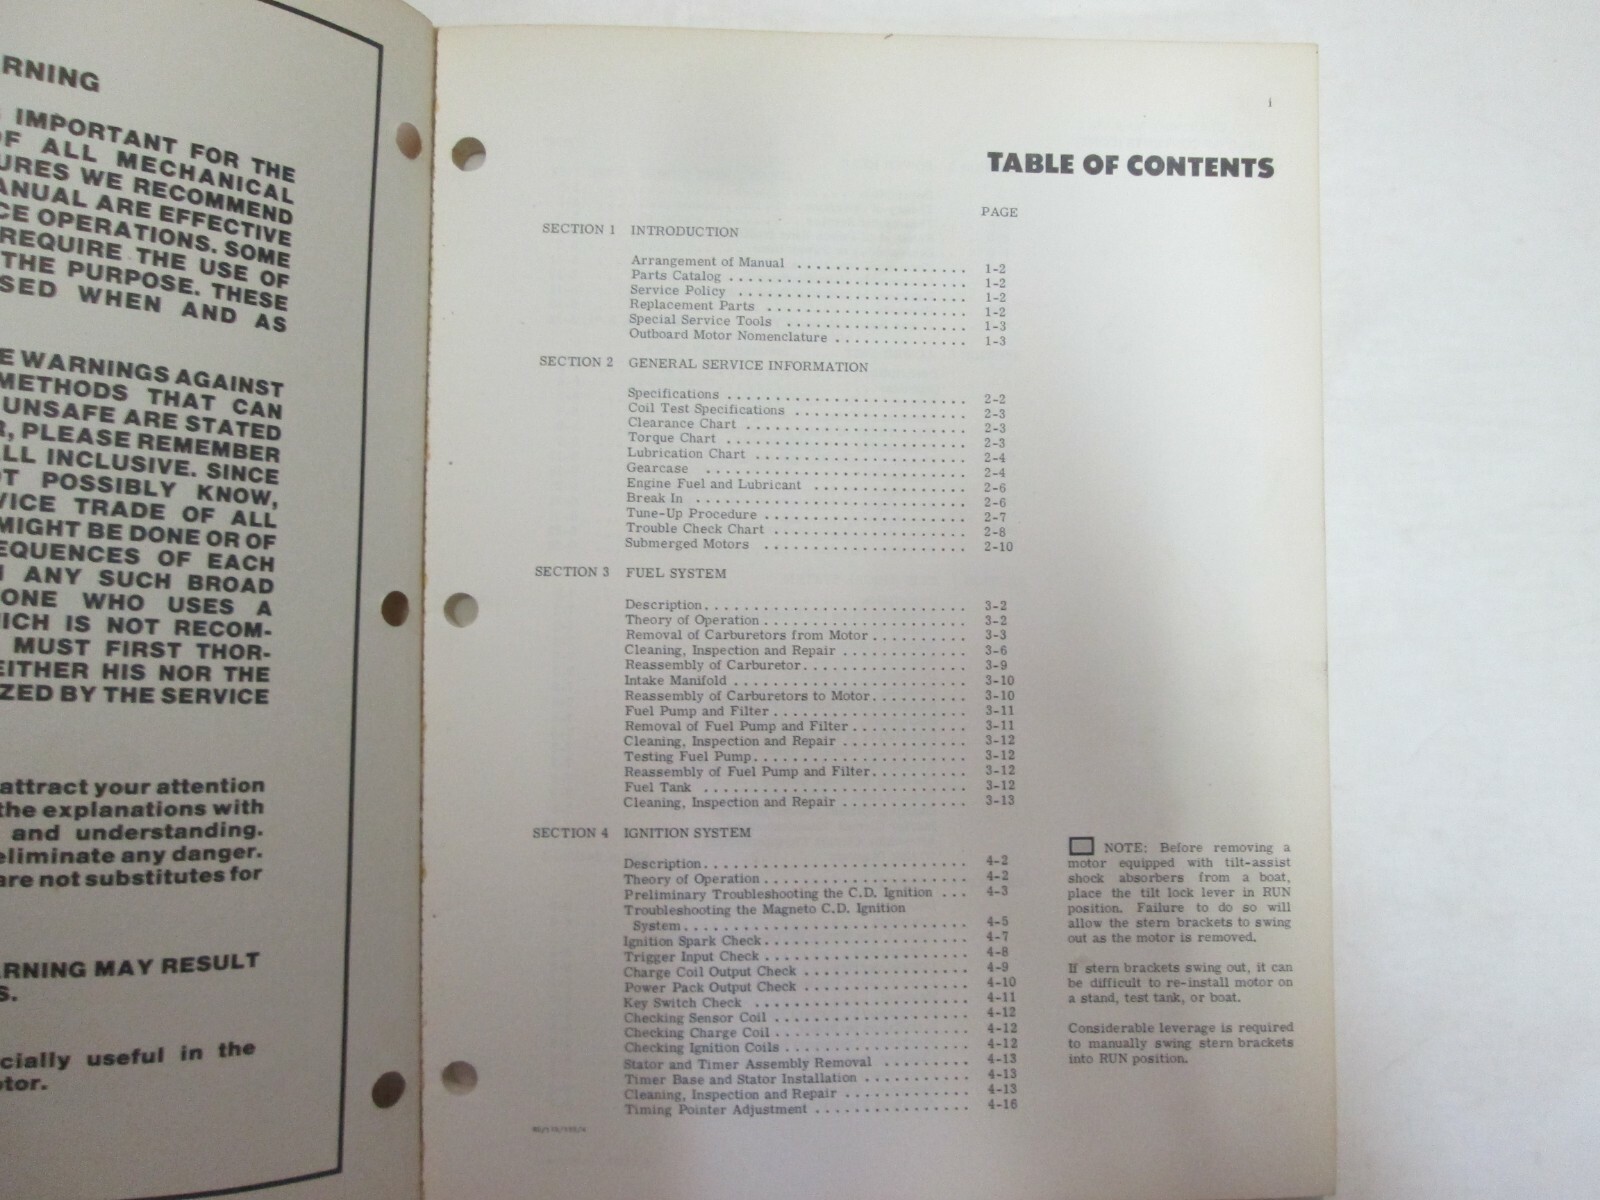 RNING
IMPORTANT FOR THE
OF ALL MECHANICAL
URES WE RECOMMEND
ANUAL ARE EFFECTIVE
CE OPERATIONS. SOME
REQUIRE THE USE OF
THE PURPOSE. THESE
SED WHEN AND AS
E WARNINGS AGAINST
METHODS THAT CAN
UNSAFE ARE STATED
R, PLEASE REMEMBER
LL INCLUSIVE. SINCE
OT POSSIBLY KNOW,
VICE TRADE OF ALL
MIGHT BE DONE OR OF
EQUENCES OF EACH
ANY SUCH BROAD
ONE WHO USES A
ICH IS NOT RECOM-
MUST FIRST THOR-
EITHER HIS NOR THE
ZED BY THE SERVICE
attract your attention
the explanations with
and understanding.
eliminate any danger.
are not substitutes for
RNING MAY RESULT
S.
cially useful in the
otor.
i
TABLE OF CONTENTS
PAGE
SECTION 1 INTRODUCTION
Arrangement of Manual . . . . . . . . . . . . . . . . . . 1-2
Parts Catalog . . . . . . . . . . . . . . . . . . . . . . . . . 1-2
Service Policy . . . . . . . . . . . . . . . . . . . . . . . . 1-2
Replacement Parts . . . . . . . . . . . . . . . . . . . . . 1-2
Special Service Tools . . . . . . . . . . . . . . . . . . . 1-3
Outboard Motor Nomenclature . . . . . . . . . . . . . . 1-3
SECTION 2 GENERAL SERVICE INFORMATION
Specifications . . . . . . . . . . . . . . . . . . . . . . . . . 2-2
Coil Test Specifications . . . . . . . . . . . . . . . . . . 2-3
Clearance Chart . . . . . . . . . . . . . . . . . . . . . . . 2-3
Torque Chart . . . . . . . . . . . . . . . . . . . . . . . . . 2-3
Lubrication Chart . . . . . . . . . . . . . . . . . . . . . . 2-4
Gearcase . . . . . . . . . . . . . . . . . . . . . . . . . . . 2-4
Engine Fuel and Lubricant . . . . . . . . . . . . . . . . 2-6
Break In . . . . . . . . . . . . . . . . . . . . . . . . . . . . 2-6
Tune-Up Procedure . . . . . . . . . . . . . . . . . . . . . 2-7
Trouble Check Chart . . . . . . . . . . . . . . . . . . . . 2-8
Submerged Motors . . . . . . . . . . . . . . . . . . . . . 2-10
SECTION 3 FUEL SYSTEM
Description . . . . . . . . . . . . . . . . . . . . . . . . . . . 3-2
Theory of Operation . . . . . . . . . . . . . . . . . . . . . 3-2
Removal of Carburetors from Motor . . . . . . . . . . 3-3
Cleaning, Inspection and Repair . . . . . . . . . . . . . 3-6
Reassembly of Carburetor . . . . . . . . . . . . . . . . . 3-9
Intake Manifold . . . . . . . . . . . . . . . . . . . . . . . . 3-10
Reassembly of Carburetors to Motor . . . . . . . . . . 3-10
Fuel Pump and Filter . . . . . . . . . . . . . . . . . . . . 3-11
Removal of Fuel Pump and Filter . . . . . . . . . . . . 3-11
Cleaning, Inspection and Repair . . . . . . . . . . . . . 3-12
Testing Fuel Pump . . . . . . . . . . . . . . . . . . . . . . 3-12
Reassembly of Fuel Pump and Filter . . . . . . . . . . 3-12
Fuel Tank . . . . . . . . . . . . . . . . . . . . . . . . . . . 3-12
Cleaning, Inspection and Repair . . . . . . . . . . . . . 3-13
SECTION 4 IGNITION SYSTEM
Description . . . . . . . . . . . . . . . . . . . . . . . . . . . 4-2
Theory of Operation . . . . . . . . . . . . . . . . . . . . . 4-2
Preliminary Troubleshooting the C.D. Ignition . . . 4-3
Troubleshooting the Magneto C.D. Ignition
System . . . . . . . . . . . . . . . . . . . . . . . . . . . . . 4-5
Ignition Spark Check . . . . . . . . . . . . . . . . . . . . . 4-7
Trigger Input Check . . . . . . . . . . . . . . . . . . . . . 4-8
Charge Coil Output Check . . . . . . . . . . . . . . . . . 4-9
Power Pack Output Check . . . . . . . . . . . . . . . . . 4-10
Key Switch Check . . . . . . . . . . . . . . . . . . . . . . 4-11
Checking Sensor Coil . . . . . . . . . . . . . . . . . . . . 4-12
Checking Charge Coil . . . . . . . . . . . . . . . . . . . . 4-12
Checking Ignition Coils . . . . . . . . . . . . . . . . . . . 4-12
Stator and Timer Assembly Removal . . . . . . . . . 4-13
Timer Base and Stator Installation . . . . . . . . . . . 4-13
Cleaning, Inspection and Repair . . . . . . . . . . . . . 4-13
Timing Pointer Adjustment . . . . . . . . . . . . . . . . 4-16
NOTE: Before removing a
motor equipped with tilt-assist
shock absorbers from a boat,
place the tilt lock lever in RUN
position. Failure to do so will
allow the stern brackets to swing
out as the motor is removed.
If stern brackets swing out, it can
be difficult to re-install motor on
a stand, test tank, or boat.
Considerable leverage is required
to manually swing stern brackets
into RUN position.